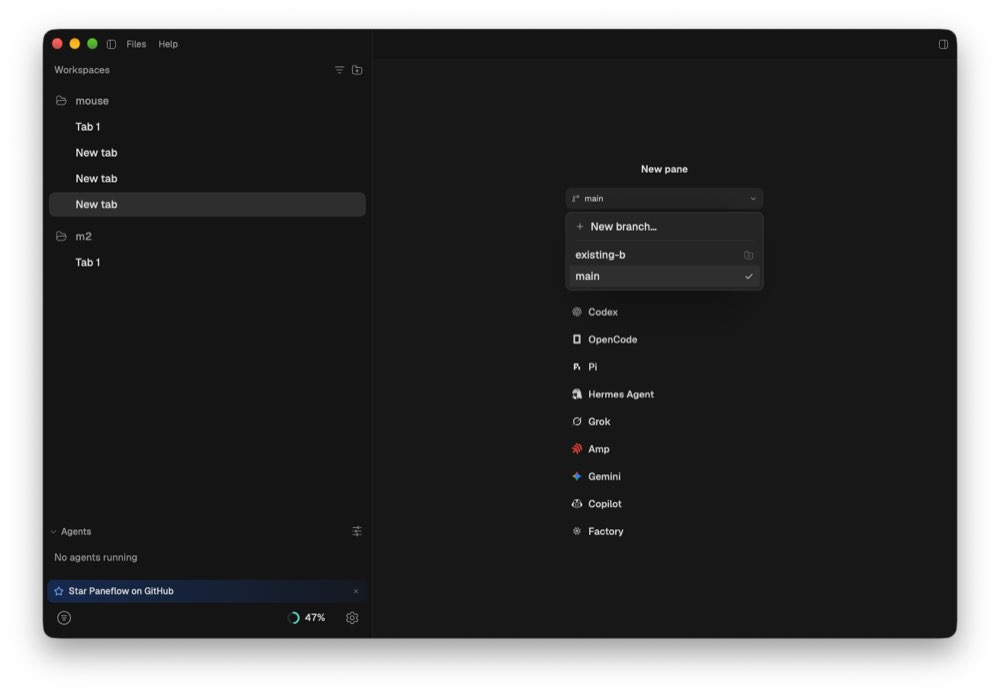 Files Help
Workspaces
mouse
Tab 1
New tab
New tab
New tab
m2
Tab 1
Agents
No agents running
Star Paneflow on GitHub
47%
New pane
main
New branch...
existing-b
main
Codex
OpenCode
Pi
Hermes Agent
Grok
Amp
Gemini
Copilot
Factory